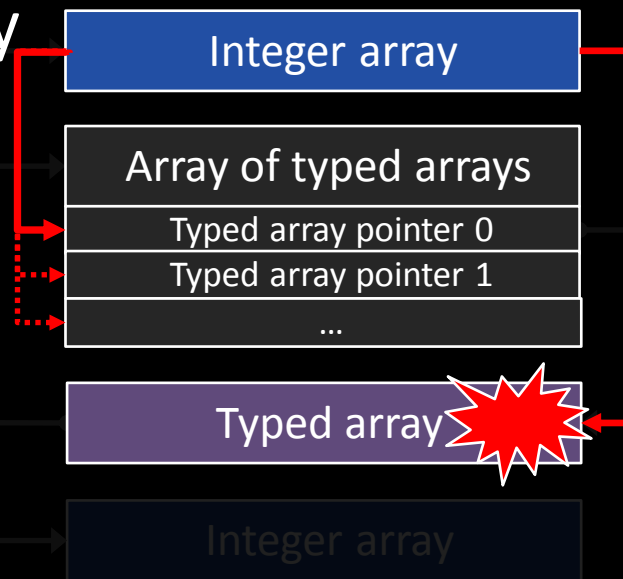 y
Integer array
Array of typed arrays
Typed array pointer 0
Typed array pointer 1
…
Typed array
Integer array